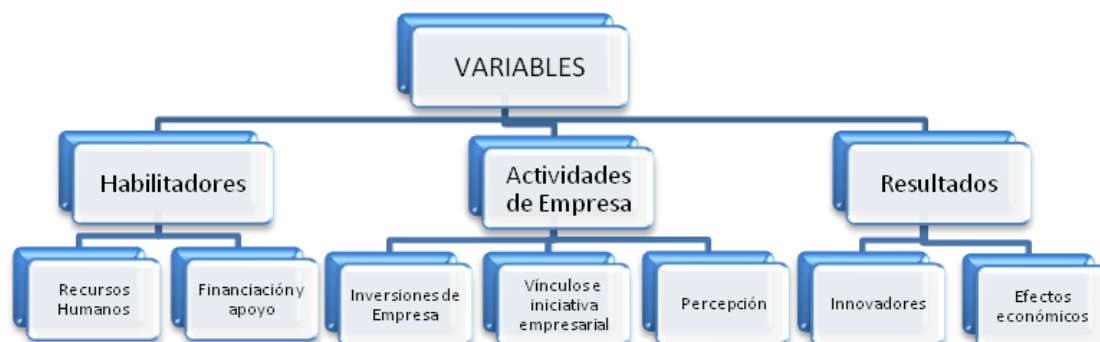 VARIABLES
Habilitadores
Actividades
de Empresa
Resultados
Recursos
Humanos
Financiación y
apoyo
Inversiones de
Empresa
Vínculos e
iniciativa
empresarial
Percepción
Innovadores
Efectos
económicos